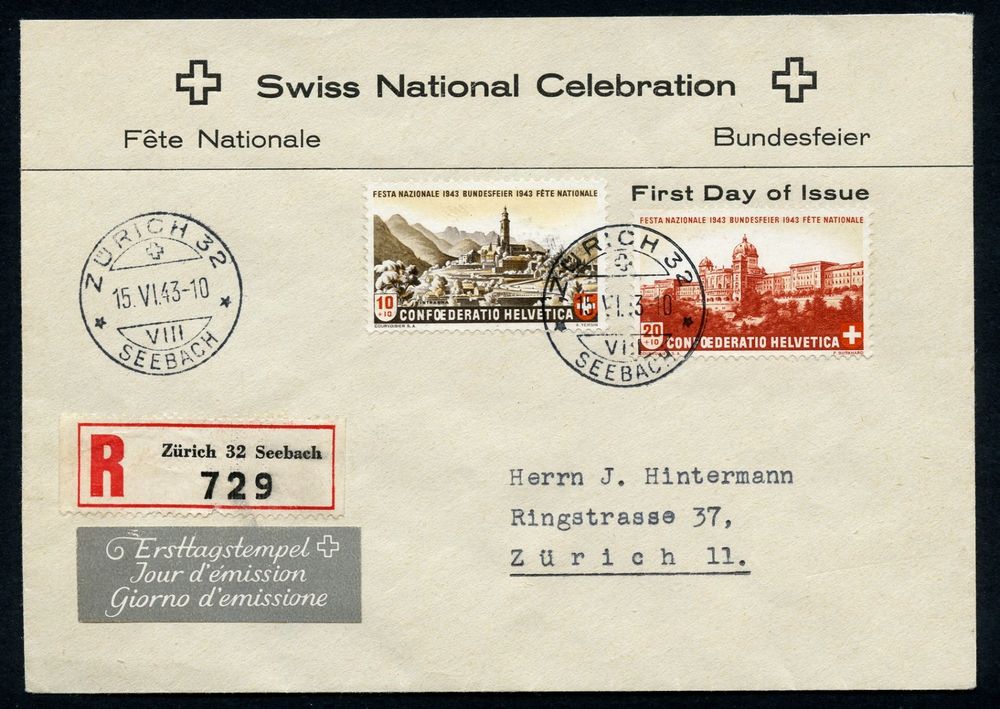 Swiss National Celebration
Fête Nationale
Bundesfeier
First Day of Issue
FESTA NAZIONALE 1943 BUNDESFEIER 1943 FÊTE NATIONALE
10
+10
CONFŒDERATIO HELVETICA
COURVOISIER S.A.
FESTA NAZIONALE 1943 BUNDESFEIER 1943 FÊTE NATIONALE
20
+10
CONFŒDERATIO HELVETICA
ZÜRICH 32
15.VI.43-10
VIII
SEEBACH
ZÜRICH 32
SEEBACH
R
Zürich 32 Seebach
729
Ersttagstempel
Jour d'émission
Giorno d'emissione
Herrn J. Hintermann
Ringstrasse 37,
Zürich 11.